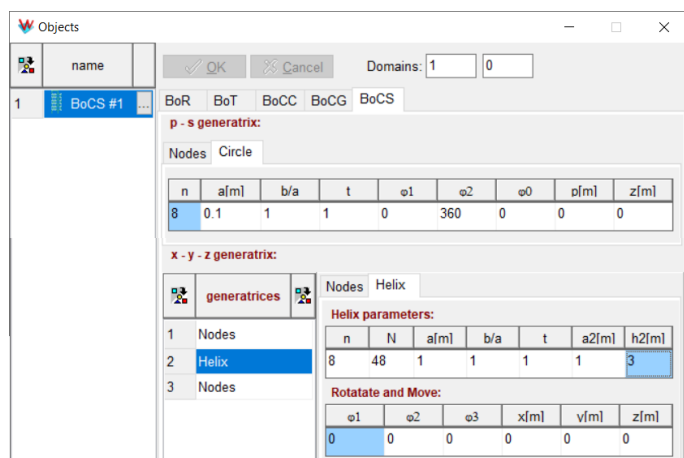 Objects
name
OK Cancel Domains: 1 0
1 BoCS #1 ...
BoR BoT BoCC BoCG BoCS
p - s generatrix:
Nodes Circle
n a[m] b/a t φ1 φ2 φ0 p[m] z[m]
8 0.1 1 1 0 360 0 0 0
x - y - z generatrix:
generatrices
1 Nodes
2 Helix
3 Nodes
Nodes Helix
Helix parameters:
n N a[m] b/a t a2[m] h2[m]
8 48 1 1 1 1 3
Rotatate and Move:
φ1 φ2 φ3 x[m] y[m] z[m]
0 0 0 0 0 0